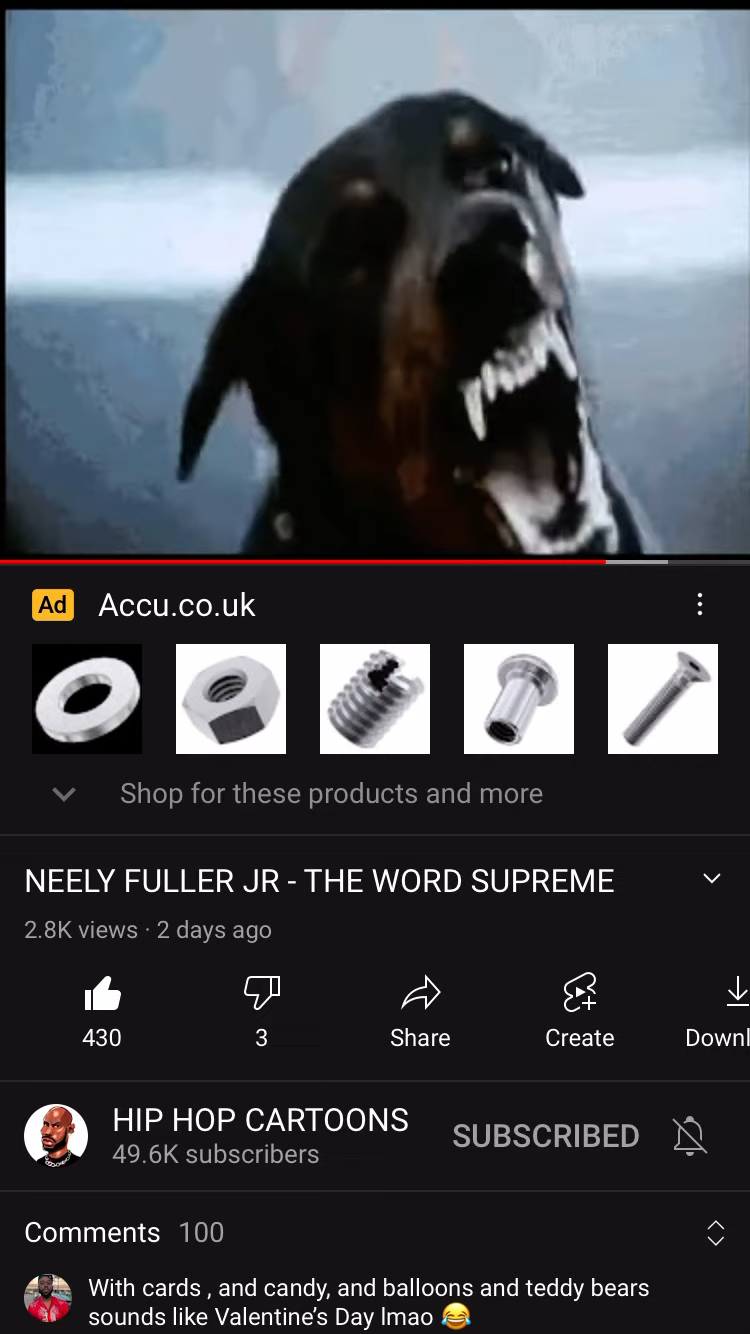 Ad Accu.co.uk
Shop for these products and more
NEELY FULLER JR - THE WORD SUPREME
2.8K views · 2 days ago
430 3 Share Create Downl
HIP HOP CARTOONS
49.6K subscribers
SUBSCRIBED
Comments 100
With cards , and candy, and balloons and teddy bears
sounds like Valentine’s Day lmao 😂